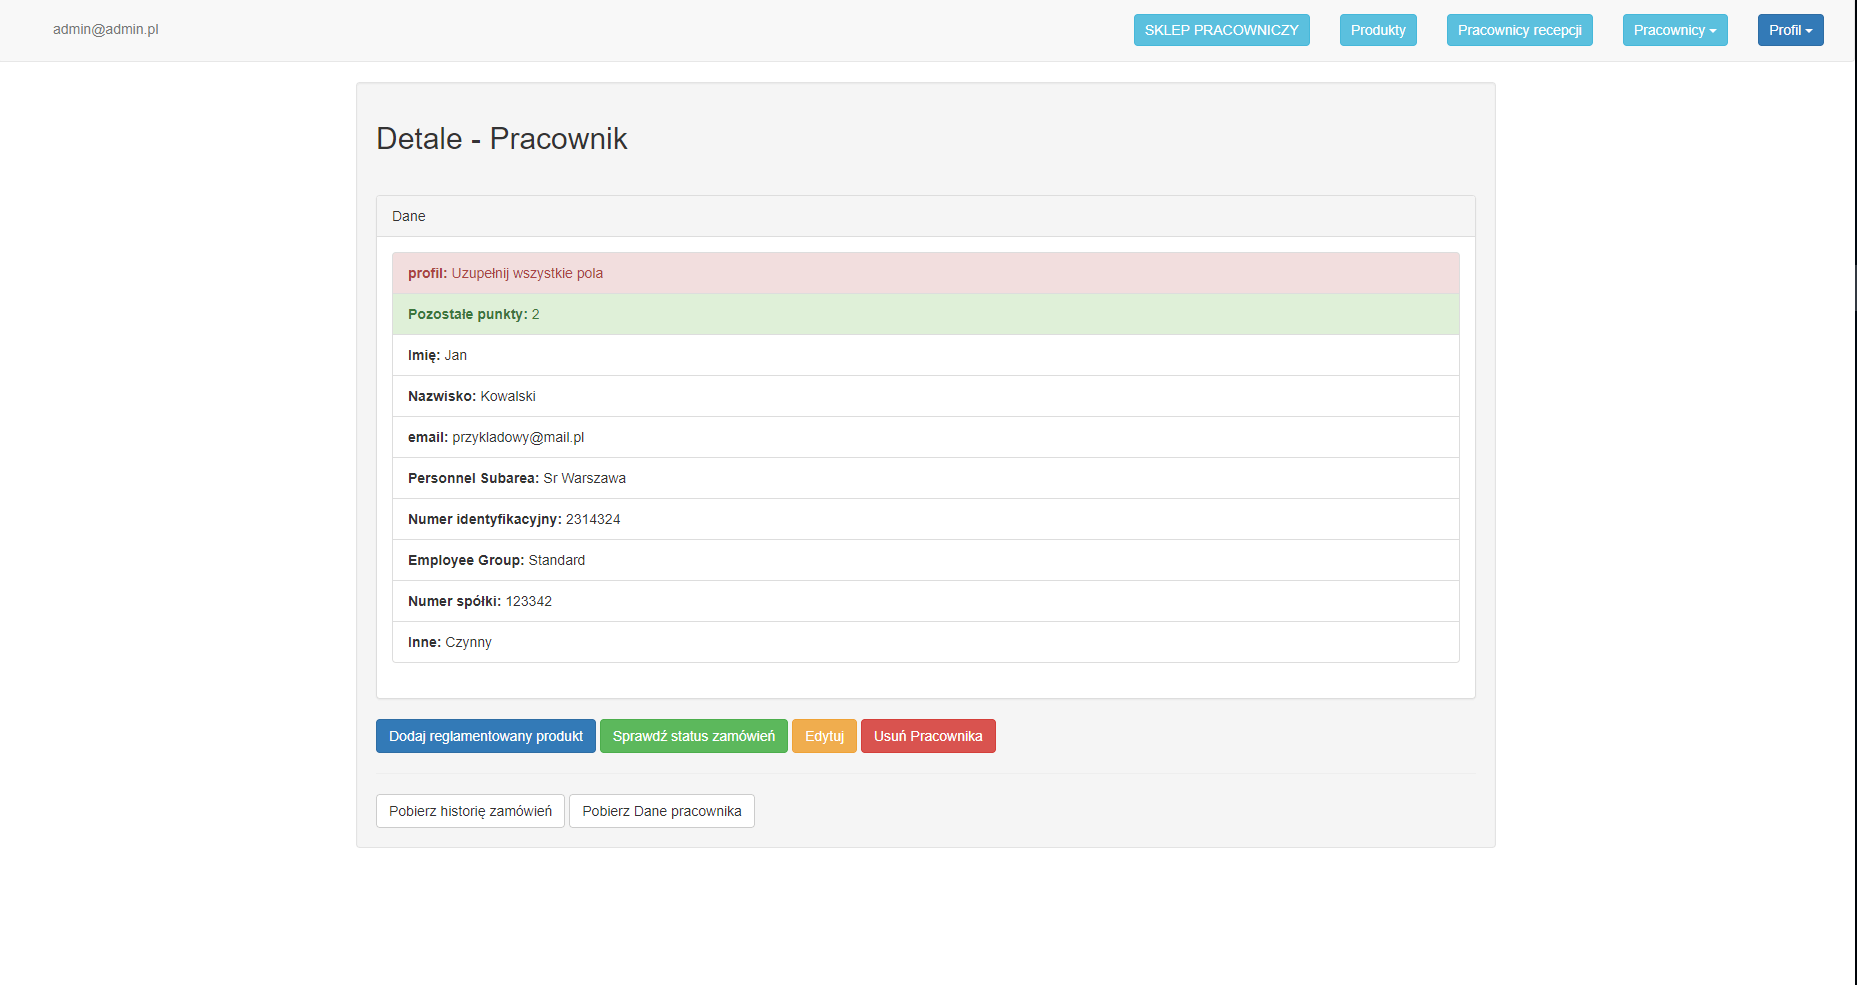 admin@admin.pl
SKLEP PRACOWNICZY
Produkty
Pracownicy recepcji
Pracownicy
Profil
Detale - Pracownik
Dane
profil: Uzupełnij wszystkie pola
Pozostałe punkty: 2
Imię: Jan
Nazwisko: Kowalski
email: przykladowy@mail.pl
Personnel Subarea: Sr Warszawa
Numer identyfikacyjny: 2314324
Employee Group: Standard
Numer spółki: 123342
Inne: Czynny
Dodaj reglamentowany produkt
Sprawdź status zamówień
Edytuj
Usuń Pracownika
Pobierz historię zamówień
Pobierz Dane pracownika